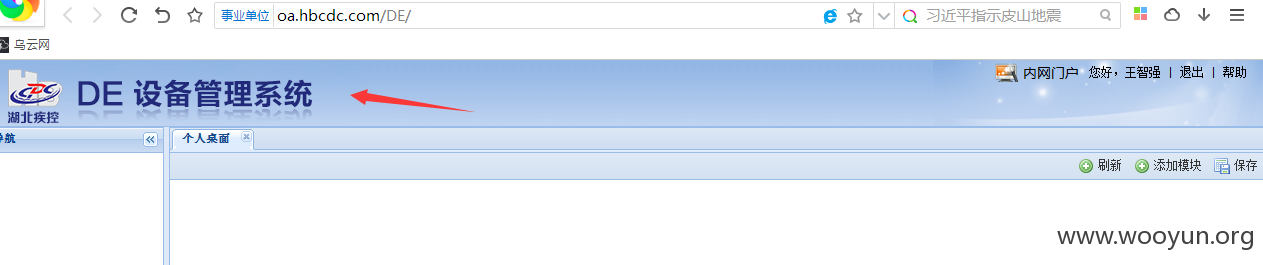 事业单位 oa.hbcdc.com/DE/ 习近平指示皮山地震
乌云网
CDC 湖北疾控 DE 设备管理系统 内网门户 您好，王智强 | 退出 | 帮助
导航 个人桌面
刷新 添加模块 保存
www.wooyun.org